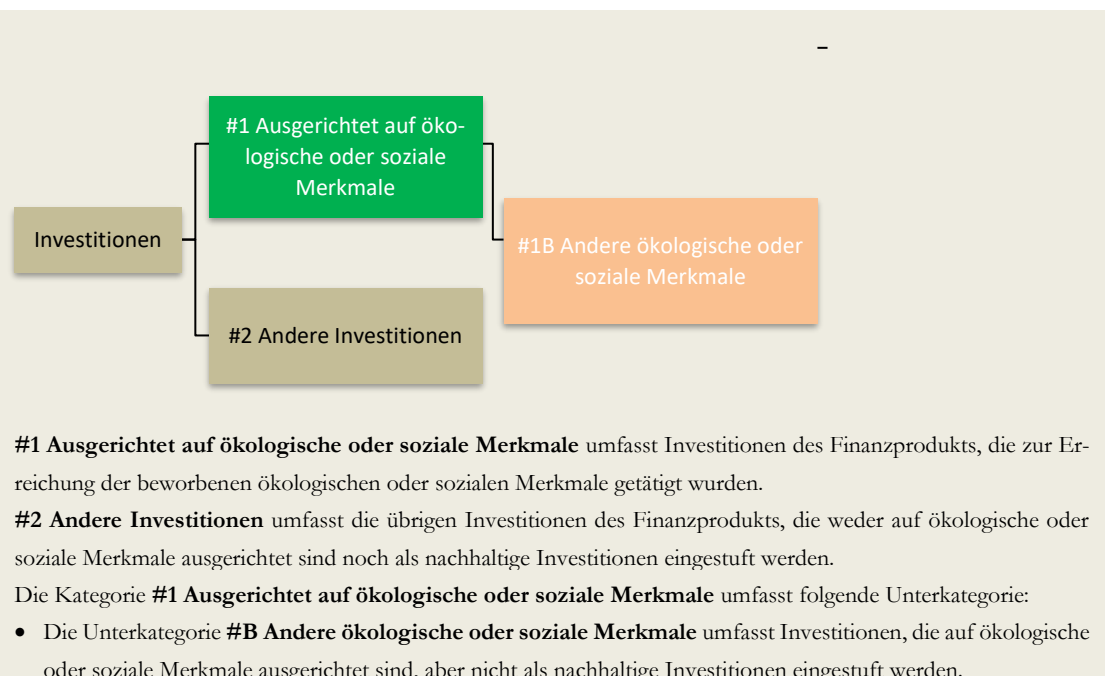 –
#1 Ausgerichtet auf öko-
logische oder soziale
Merkmale
Investitionen
#1B Andere ökologische oder
soziale Merkmale
#2 Andere Investitionen
#1 Ausgerichtet auf ökologische oder soziale Merkmale umfasst Investitionen des Finanzprodukts, die zur Er-
reichung der beworbenen ökologischen oder sozialen Merkmale getätigt wurden.
#2 Andere Investitionen umfasst die übrigen Investitionen des Finanzprodukts, die weder auf ökologische oder
soziale Merkmale ausgerichtet sind noch als nachhaltige Investitionen eingestuft werden.
Die Kategorie #1 Ausgerichtet auf ökologische oder soziale Merkmale umfasst folgende Unterkategorie:
• Die Unterkategorie #B Andere ökologische oder soziale Merkmale umfasst Investitionen, die auf ökologische
oder soziale Merkmale ausgerichtet sind, aber nicht als nachhaltige Investitionen eingestuft werden.